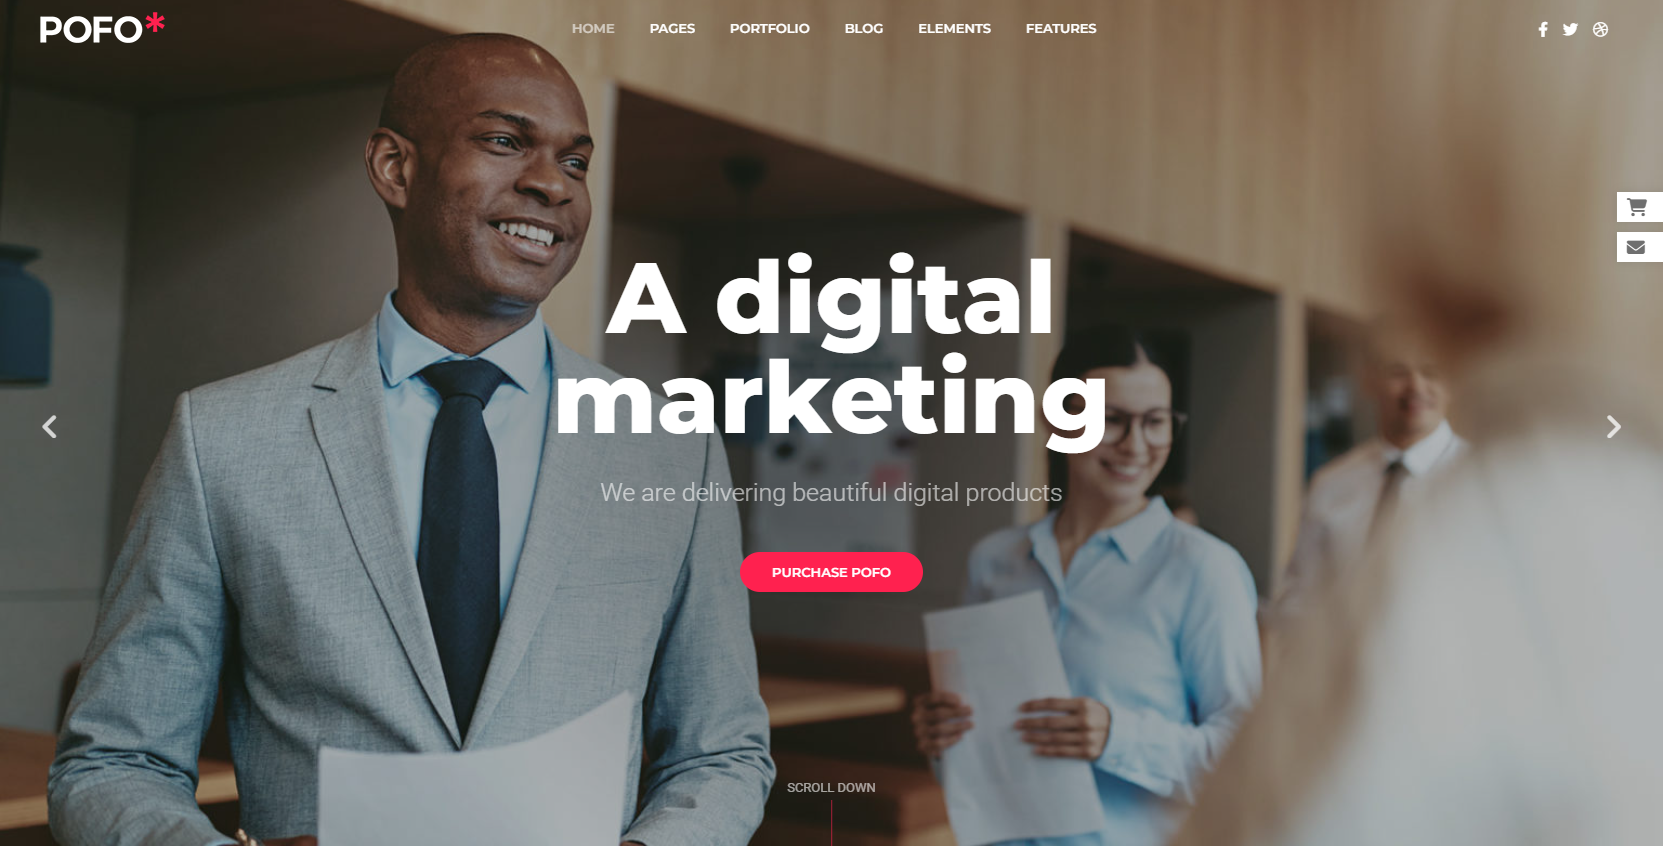 POFO*
HOME PAGES PORTFOLIO BLOG ELEMENTS FEATURES
A digital
marketing
We are delivering beautiful digital products
PURCHASE POFO
SCROLL DOWN